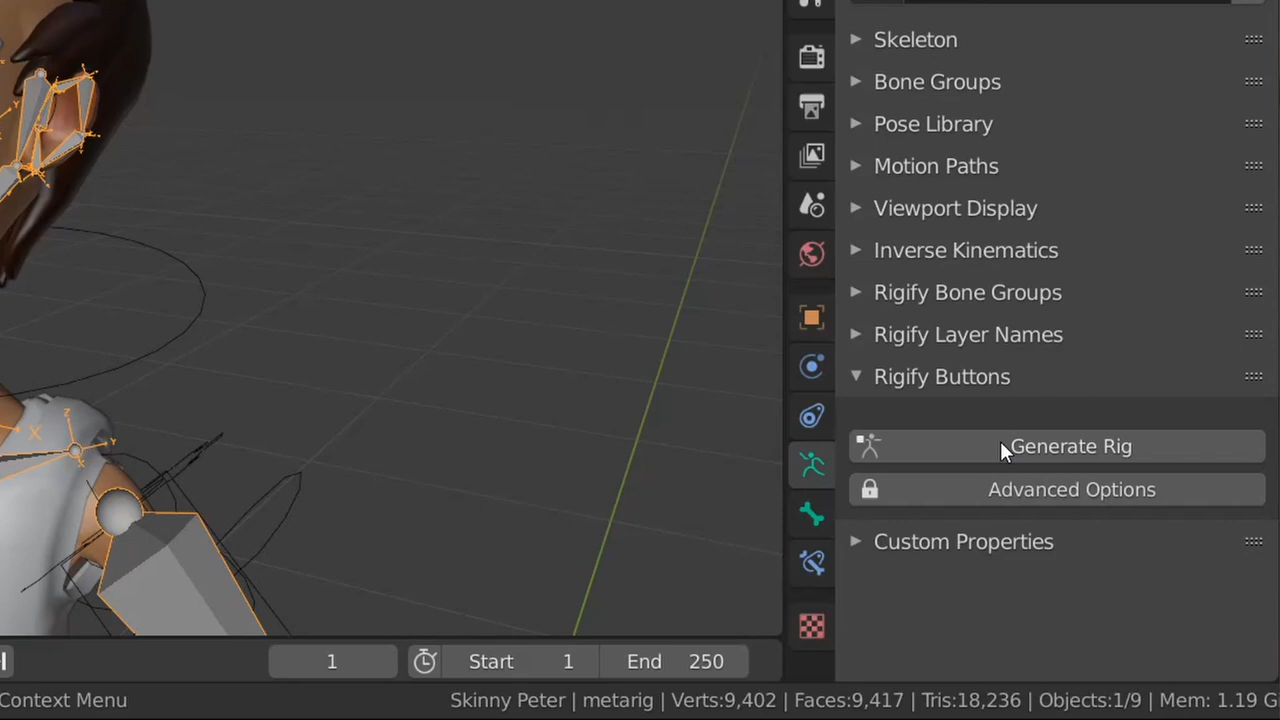 Skeleton
Bone Groups
Pose Library
Motion Paths
Viewport Display
Inverse Kinematics
Rigify Bone Groups
Rigify Layer Names
Rigify Buttons
Generate Rig
Advanced Options
Custom Properties
Z
Y
X
X
1
Start 1
End 250
Context Menu
Skinny Peter | metarig | Verts:9,402 | Faces:9,417 | Tris:18,236 | Objects:1/9 | Mem: 1.19 G